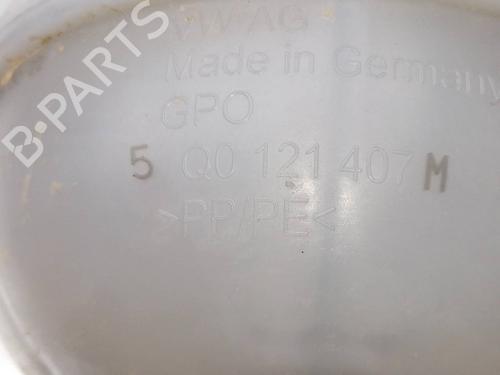 B-PARTS
VW AG
Made in Germany
GPO
5 Q0 121 407 M
>PP/PE<